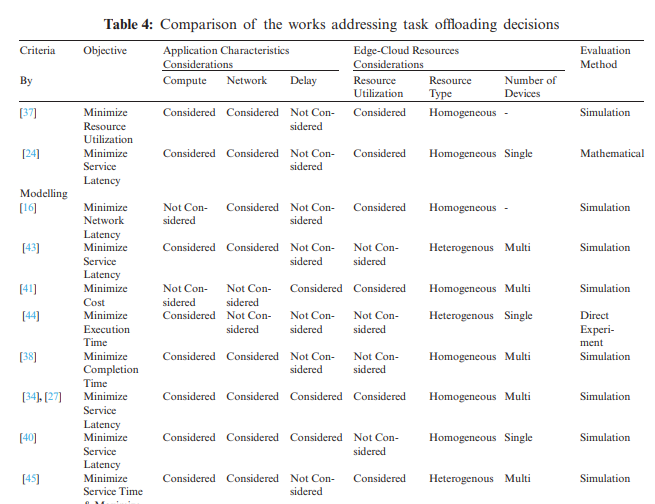 Table 4: Comparison of the works addressing task offloading decisions
Criteria Objective Application Characteristics Edge-Cloud Resources Evaluation
Considerations Considerations Method
By Compute Network Delay Resource Resource Number of
Utilization Type Devices
[37] Minimize Considered Considered Not Con- Considered Homogeneous - Simulation
Resource sidered
Utilization
[24] Minimize Considered Considered Not Con- Considered Homogeneous Single Mathematical
Service sidered
Latency
Modelling
[16] Minimize Not Con- Considered Not Con- Considered Homogeneous - Simulation
Network sidered sidered
Latency
[43] Minimize Considered Considered Not Con- Not Con- Heterogenous Multi Simulation
Service sidered sidered
Latency
[41] Minimize Not Con- Not Con- Considered Considered Homogeneous Multi Simulation
Cost sidered sidered
[44] Minimize Considered Not Con- Not Con- Not Con- Heterogenous Single Direct
Execution sidered sidered sidered Experi-
Time ment
[38] Minimize Considered Considered Not Con- Not Con- Homogeneous Multi Simulation
Completion sidered sidered
Time
[34], [27] Minimize Considered Considered Considered Considered Homogeneous Multi Simulation
Service
Latency
[40] Minimize Considered Considered Considered Not Con- Homogeneous Single Simulation
Service sidered
Latency
[45] Minimize Considered Considered Not Con- Considered Heterogenous Multi Simulation
Service Time sidered